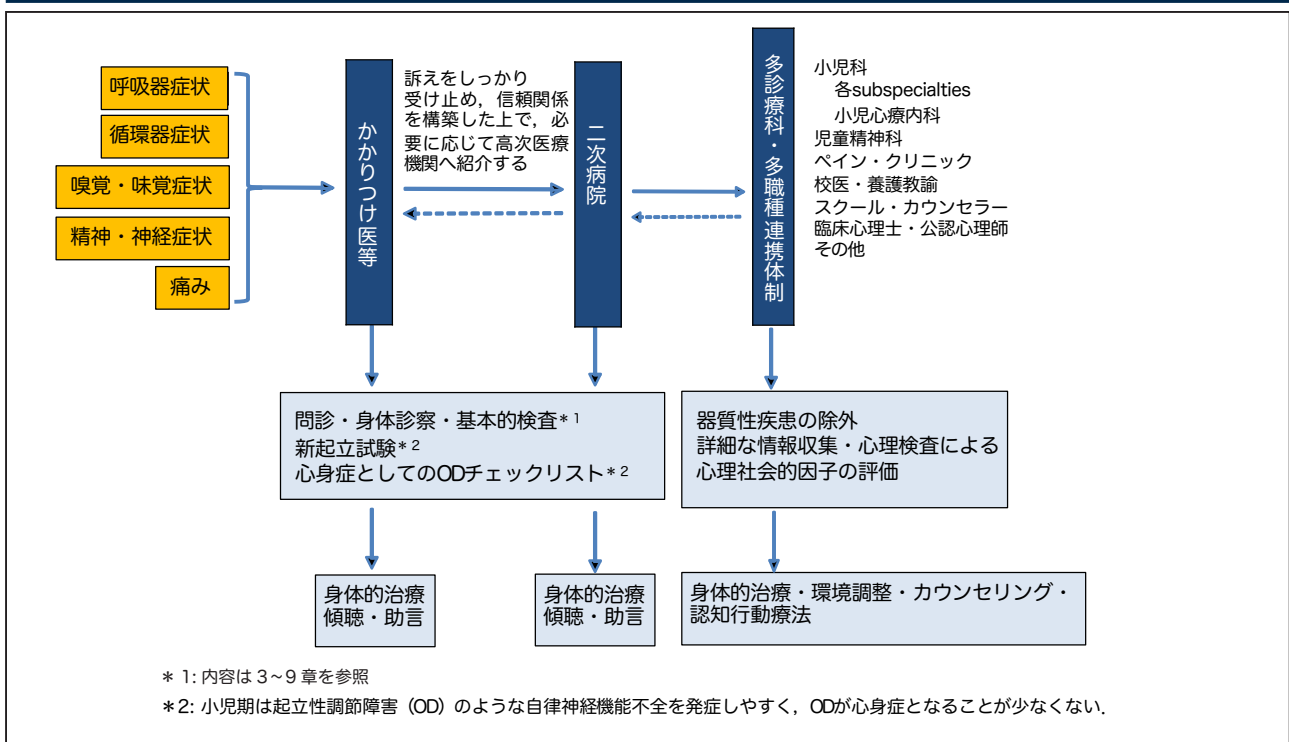 呼吸器症状
循環器症状
嗅覚・味覚症状
精神・神経症状
痛み
かかりつけ医等
訴えをしっかり
受け止め，信頼関係
を構築した上で，必
要に応じて高次医療
機関へ紹介する
二次病院
多診療科・多職種連携体制
小児科
各subspecialties
小児心療内科
児童精神科
ペイン・クリニック
校医・養護教諭
スクール・カウンセラー
臨床心理士・公認心理師
その他
問診・身体診察・基本的検査＊1
新起立試験＊2
心身症としてのODチェックリスト＊2
器質性疾患の除外
詳細な情報収集・心理検査による
心理社会的因子の評価
身体的治療
傾聴・助言
身体的治療
傾聴・助言
身体的治療・環境調整・カウンセリング・
認知行動療法
＊ 1: 内容は 3〜9 章を参照
＊2: 小児期は起立性調節障害（OD）のような自律神経機能不全を発症しやすく，ODが心身症となることが少なくない．